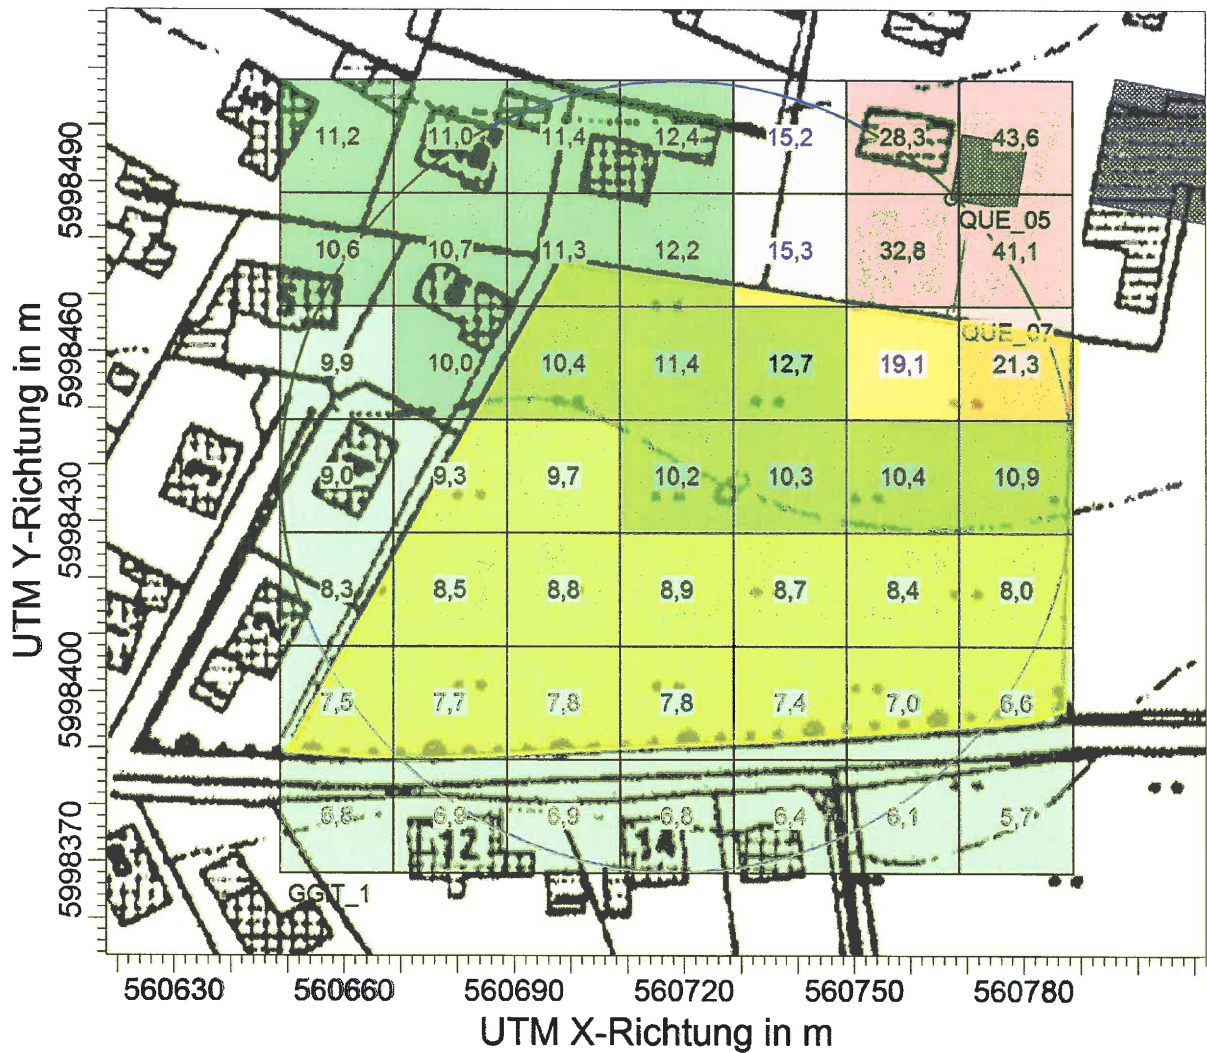 5
11,2 11,0 11,4 12,4 15,2 28,3 43,6
QUE_05
10,6 10,7 11,3 12,2 15,3 32,8 41,1
QUE_07
9,9 10,0 10,4 11,4 12,7 19,1 21,3
3 1
9,0 9,3 9,7 10,2 10,3 10,4 10,9
8,3 8,5 8,8 8,9 8,7 8,4 8,0
2
7,5 7,7 7,8 7,8 7,4 7,0 6,6
6,8 6,9 6,9 6,8 6,4 6,1 5,7
12 14
GGIT_1
5998490
5998460
5998430
5998400
5998370
UTM Y-Richtung in m
560630 560660 560690 560720 560750 560780
UTM X-Richtung in m